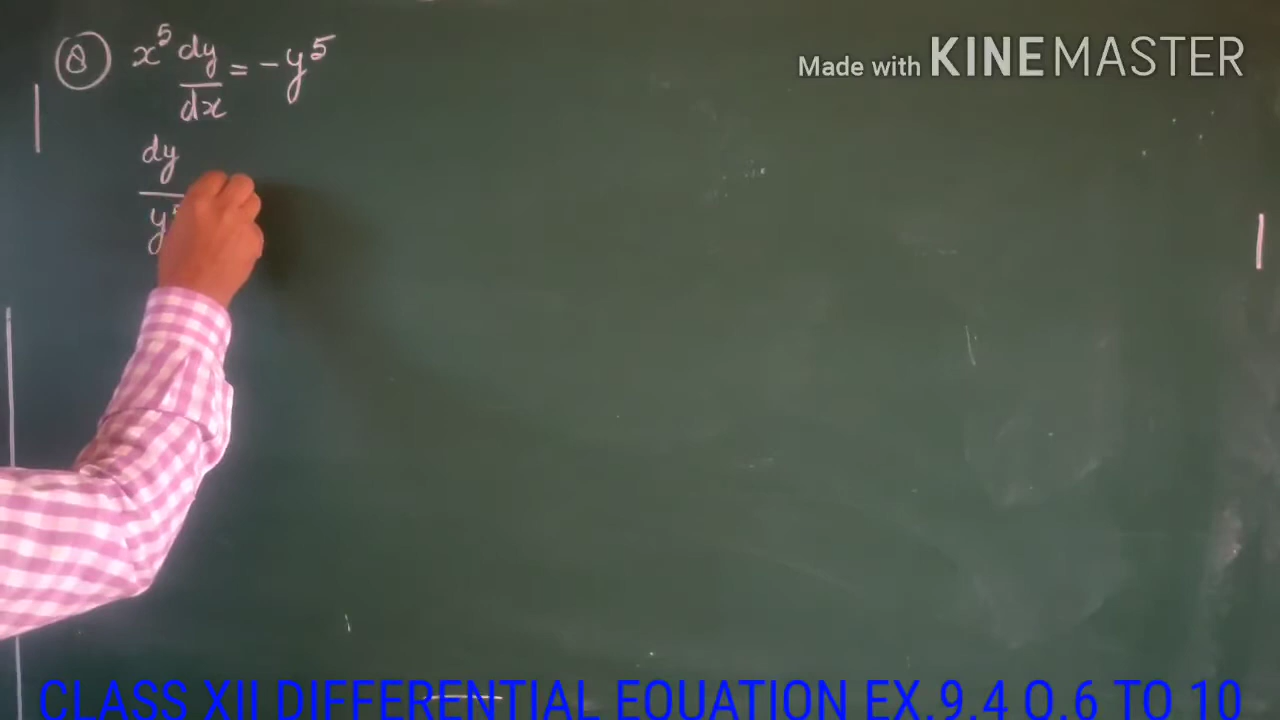 Made with KINEMASTER
⑧ x⁵ dy/dx = -y⁵
dy/y⁵
CLASS XII DIFFERENTIAL EQUATION EX.9.4 Q.6 TO 10